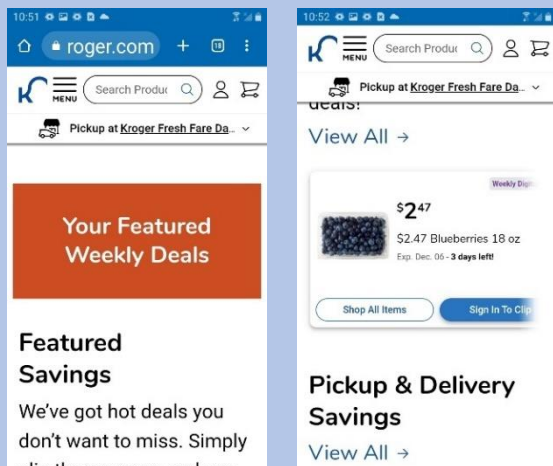 10:51
roger.com
18
MENU
Search Produc
Pickup at Kroger Fresh Fare Da...
Your Featured
Weekly Deals
Featured
Savings
We've got hot deals you
don't want to miss. Simply
10:52
MENU
Search Produc
Pickup at Kroger Fresh Fare Da...
deals!
View All →
Weekly Digi
$2.47
$2.47 Blueberries 18 oz
Exp. Dec. 06 - 3 days left!
Shop All Items
Sign In To Clip
Pickup & Delivery
Savings
View All →